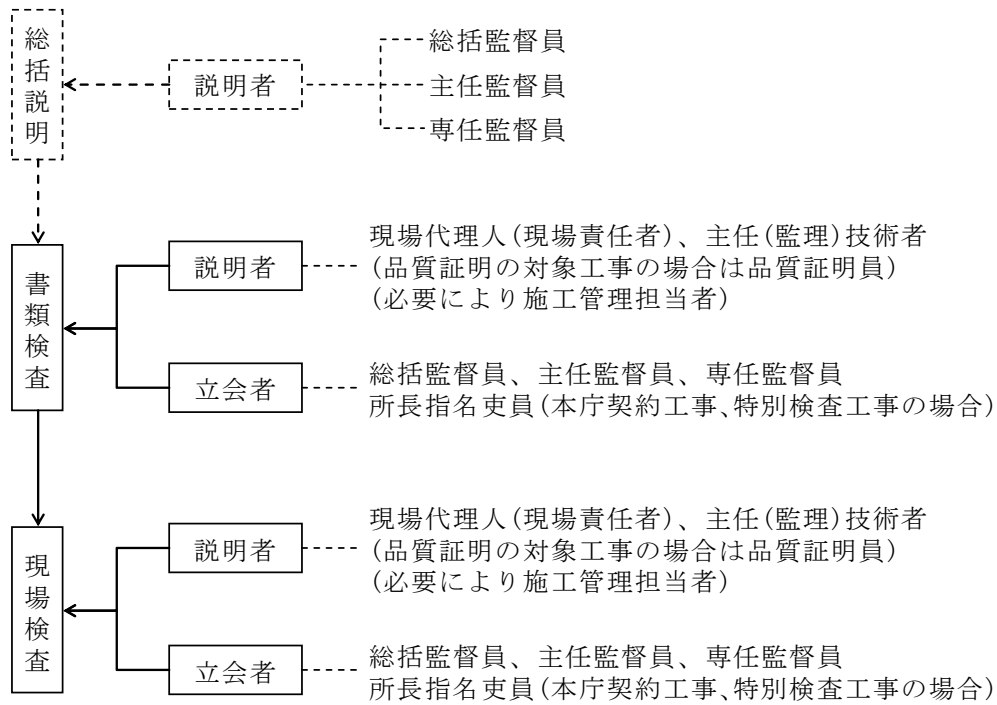 総括説明
説明者
総括監督員
主任監督員
専任監督員
書類検査
説明者
現場代理人(現場責任者)、主任(監理)技術者
(品質証明の対象工事の場合は品質証明員)
(必要により施工管理担当者)
立会者
総括監督員、主任監督員、専任監督員
所長指名吏員(本庁契約工事、特別検査工事の場合)
現場検査
説明者
現場代理人(現場責任者)、主任(監理)技術者
(品質証明の対象工事の場合は品質証明員)
(必要により施工管理担当者)
立会者
総括監督員、主任監督員、専任監督員
所長指名吏員(本庁契約工事、特別検査工事の場合)